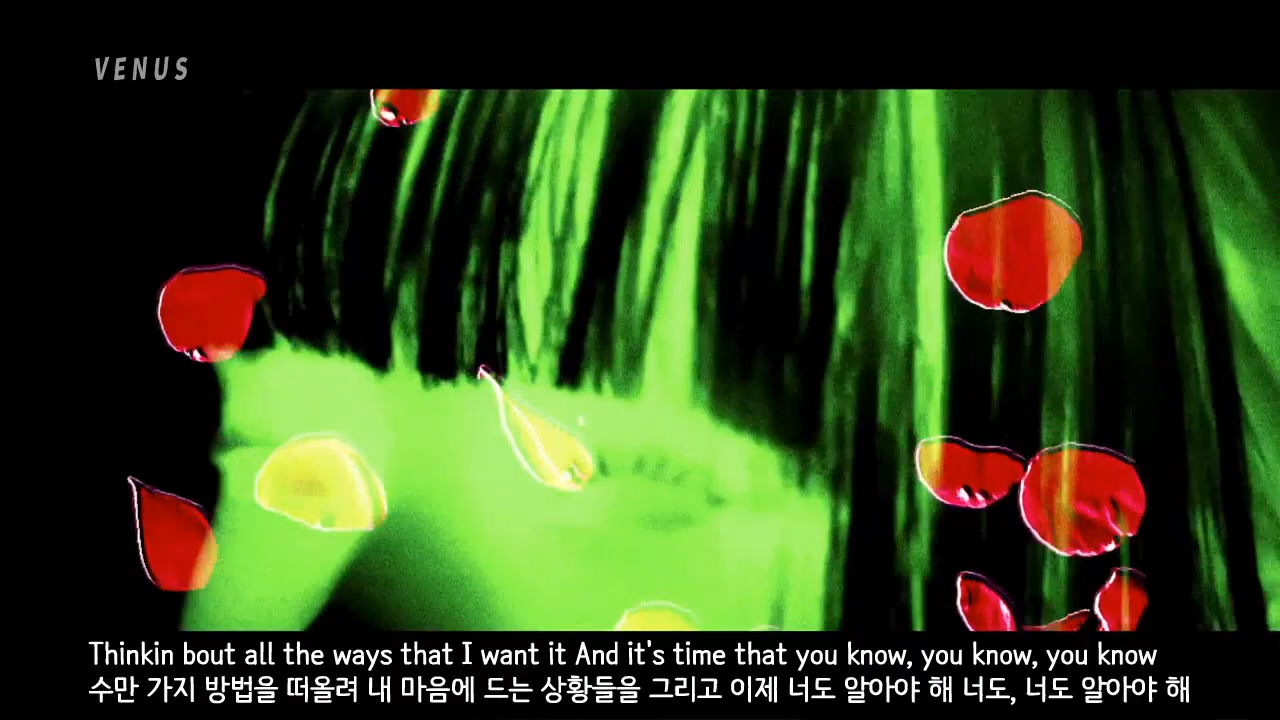 VENUS
Thinkin bout all the ways that I want it And it's time that you know, you know, you know
수만 가지 방법을 떠올려 내 마음에 드는 상황들을 그리고 이제 너도 알아야 해 너도, 너도 알아야 해